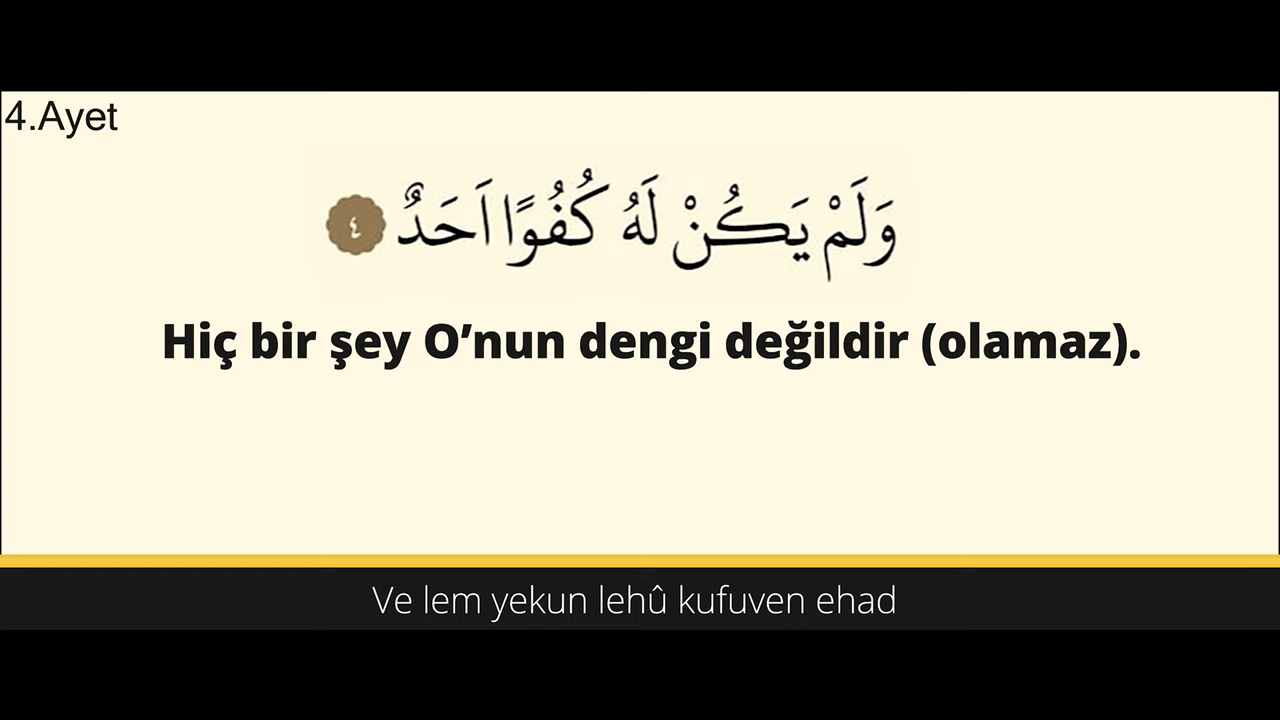 4.Ayet
وَلَمْ يَكُنْ لَهُ كُفُوًا اَحَدٌ ٤
Hiç bir şey O’nun dengi değildir (olamaz).
Ve lem yekun lehû kufuven ehad